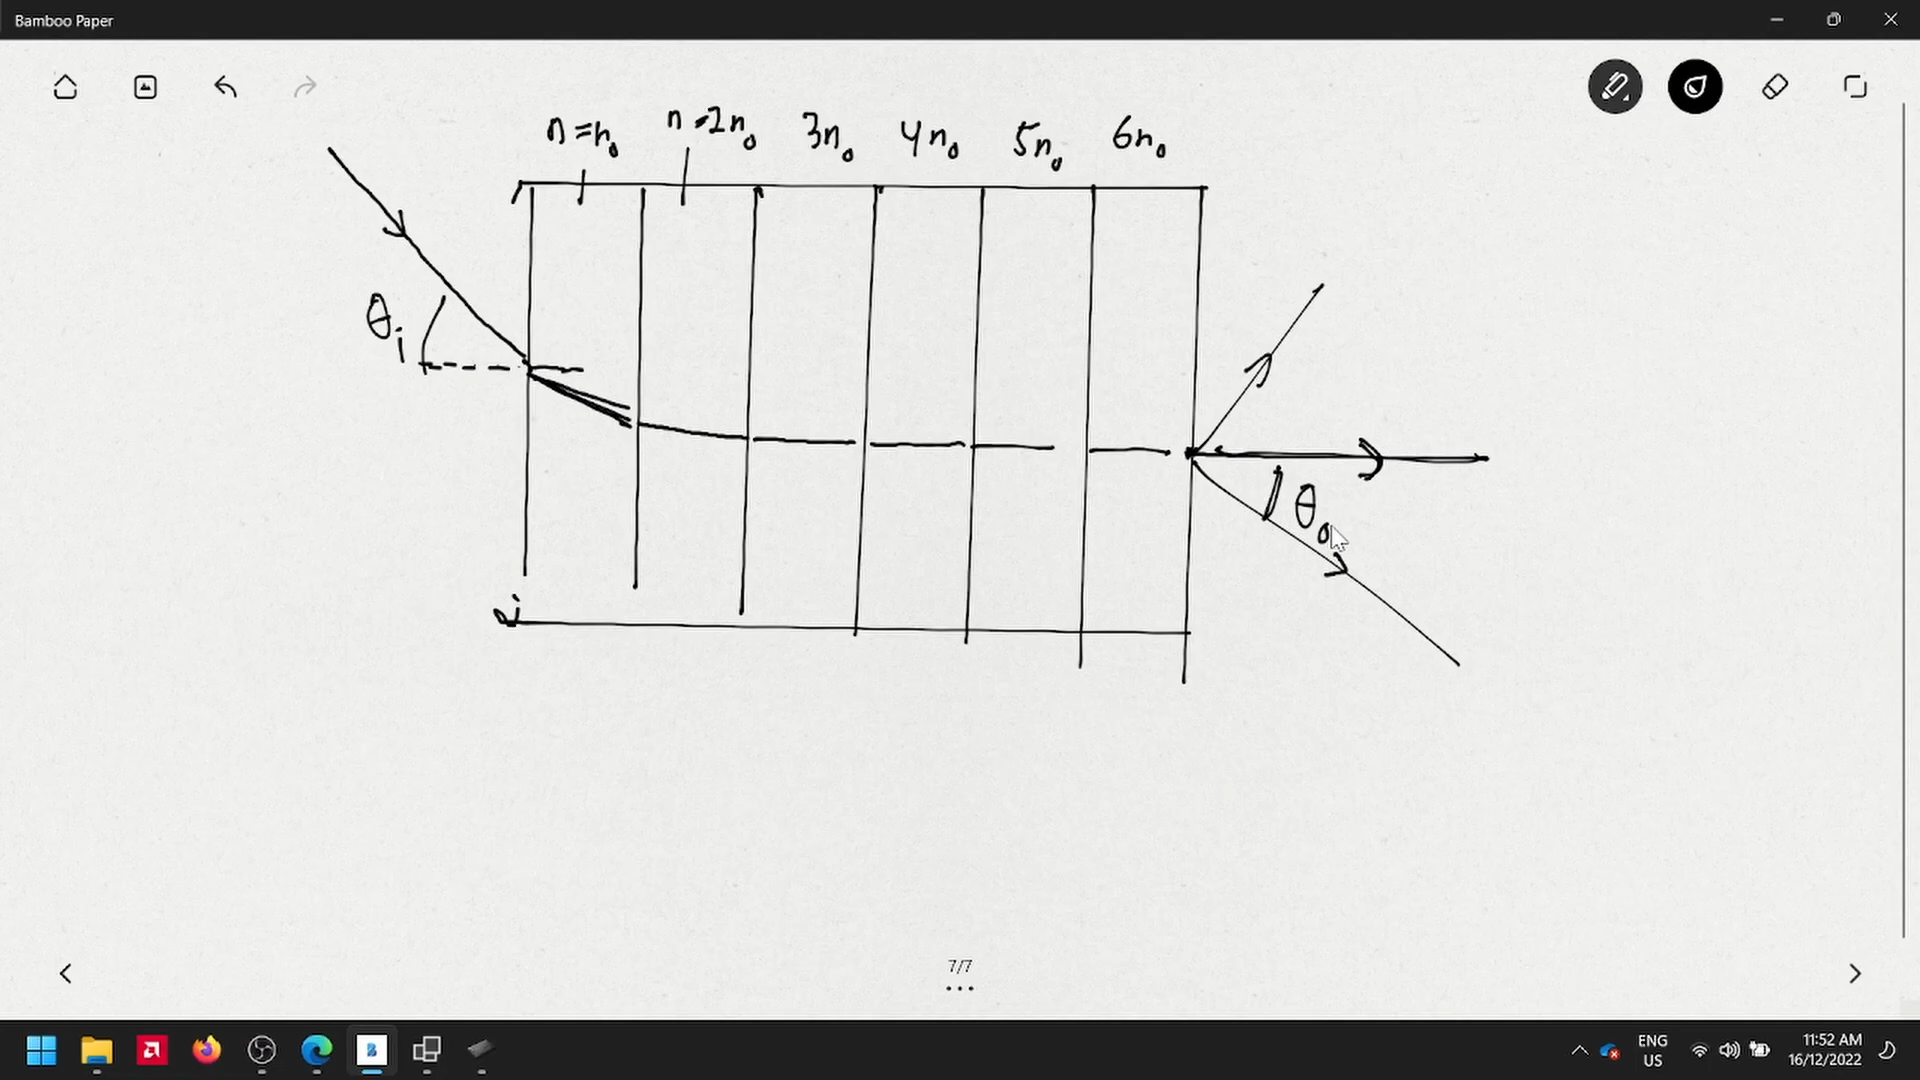 Bamboo Paper
n = n₀ n = 2n₀ 3n₀ 4n₀ 5n₀ 6n₀
θᵢ
θ₀
7/7
ENG
US
11:52 AM
16/12/2022